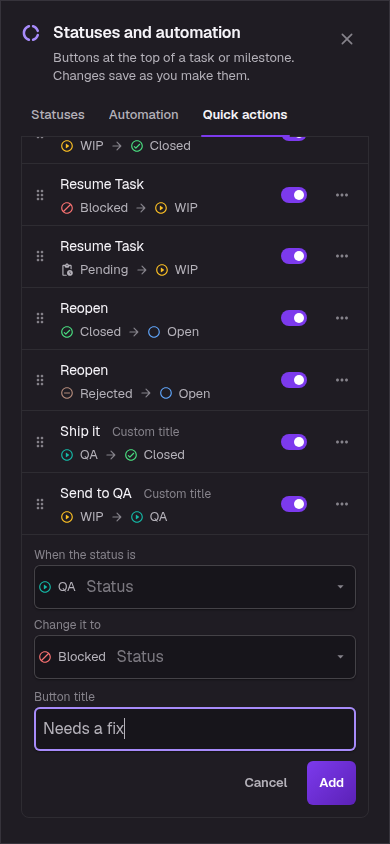 Statuses and automation
Buttons at the top of a task or milestone.
Changes save as you make them.
Statuses Automation Quick actions
WIP → Closed
Resume Task
Blocked → WIP
Resume Task
Pending → WIP
Reopen
Closed → Open
Reopen
Rejected → Open
Ship it Custom title
QA → Closed
Send to QA Custom title
WIP → QA
When the status is
QA Status
Change it to
Blocked Status
Button title
Needs a fix
Cancel Add